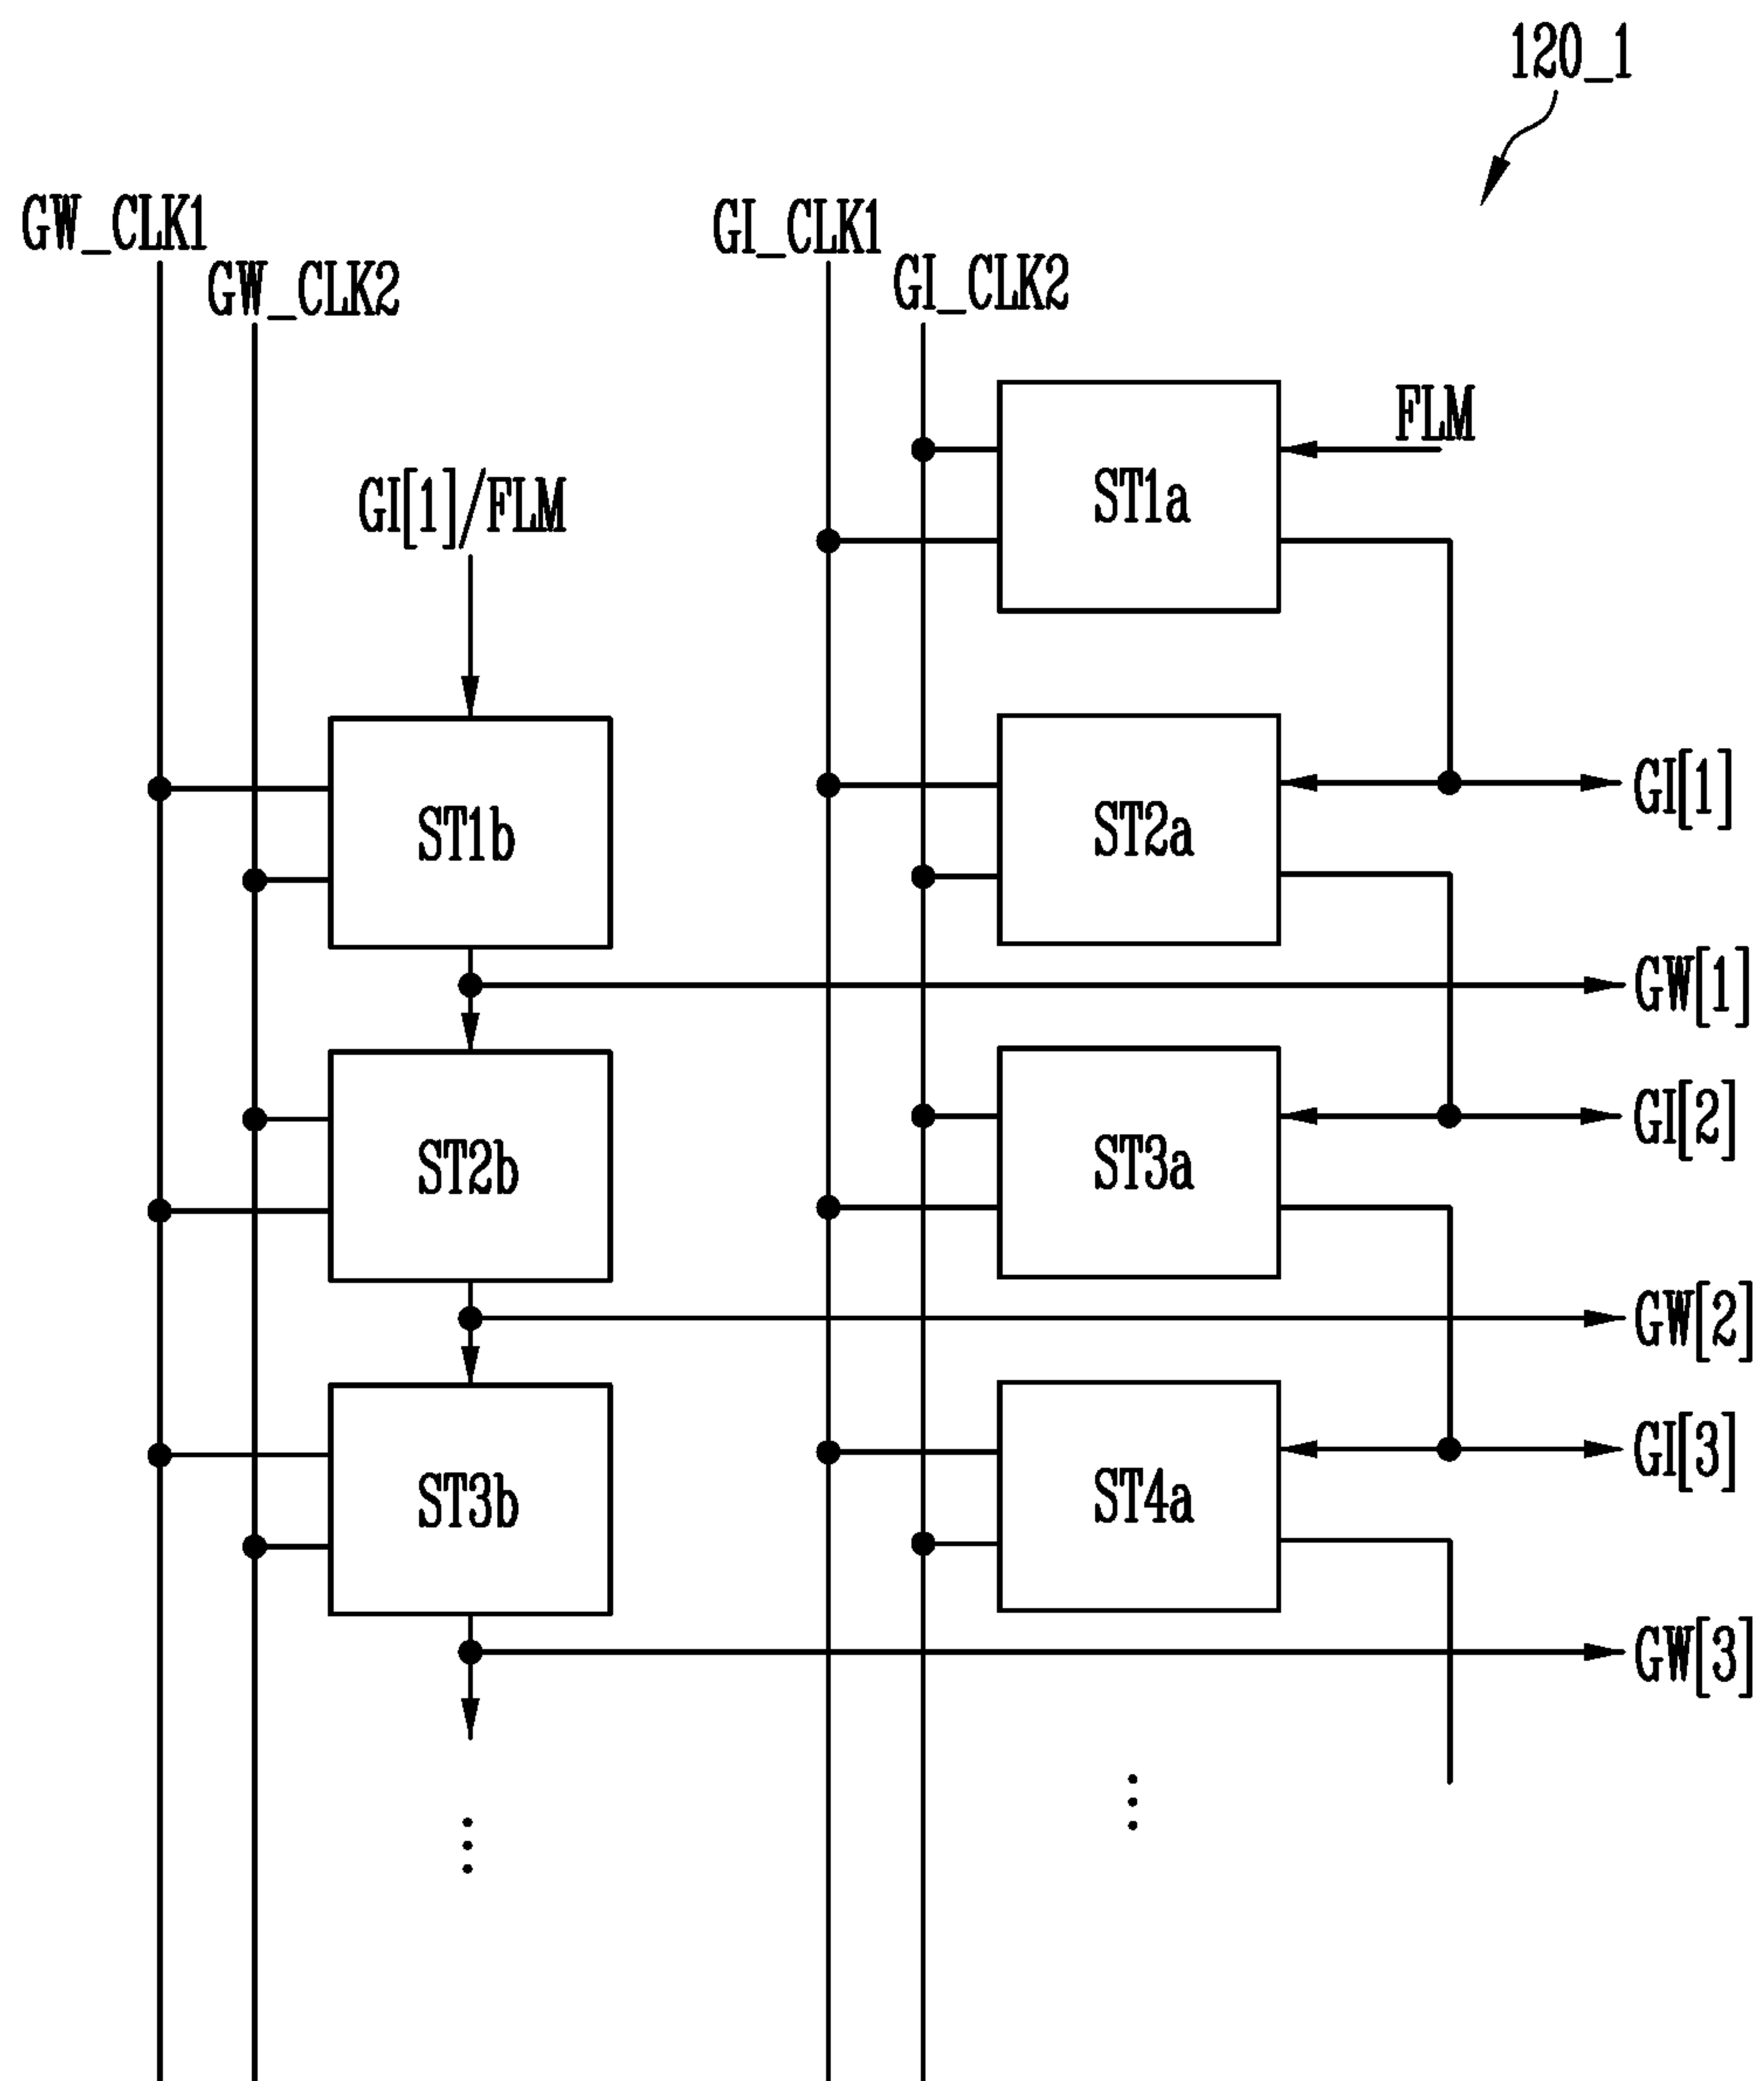 120_1
GW_CLK1
GI_CLK1
GW_CLK2
GI_CLK2
FLM
GI[1]/FLM
ST1a
GI[1]
ST1b
ST2a
GW[1]
GI[2]
ST2b
ST3a
GW[2]
GI[3]
ST3b
ST4a
GW[3]